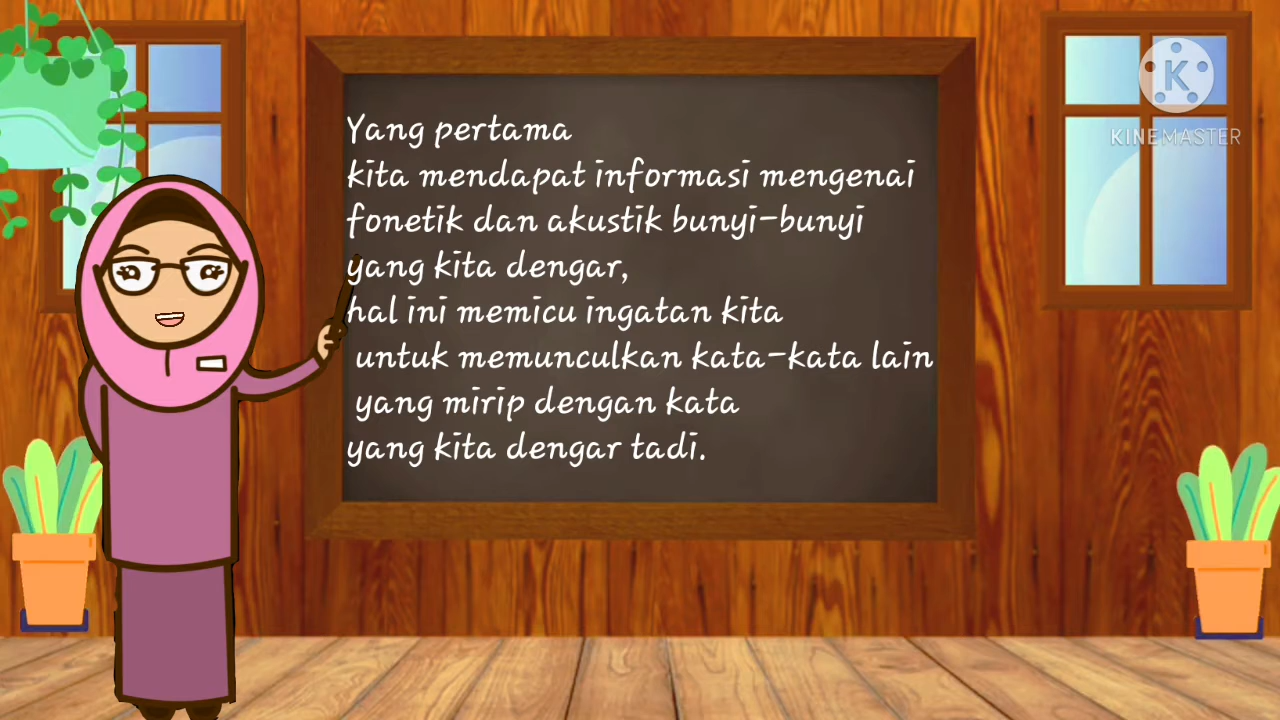 Yang pertama
kita mendapat informasi mengenai
fonetik dan akustik bunyi-bunyi
yang kita dengar,
hal ini memicu ingatan kita
untuk memunculkan kata-kata lain
yang mirip dengan kata
yang kita dengar tadi.
K
KINEMASTER